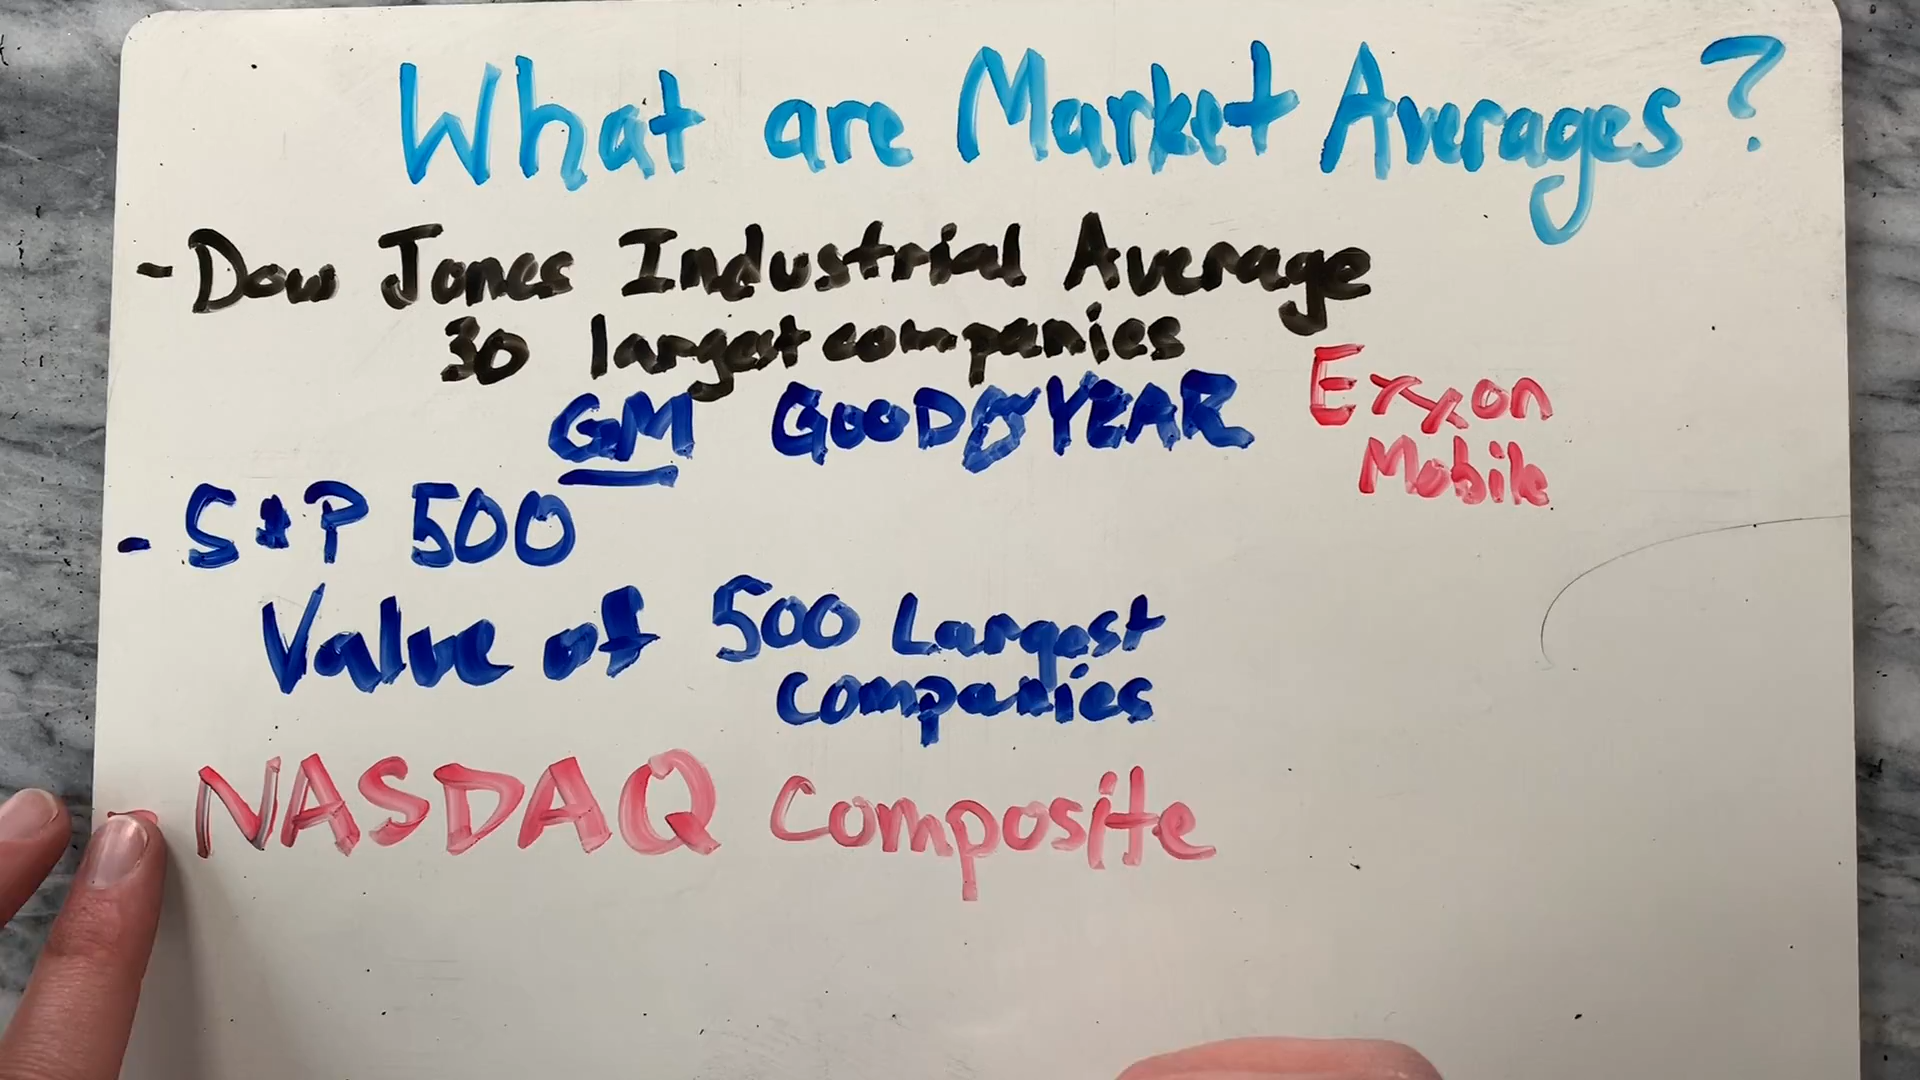 What are Market Averages?
- Dow Jones Industrial Average
30 largest companies
GM GOODYEAR Exxon
Mobile
- S&P 500
Value of 500 Largest
Companies
- NASDAQ Composite